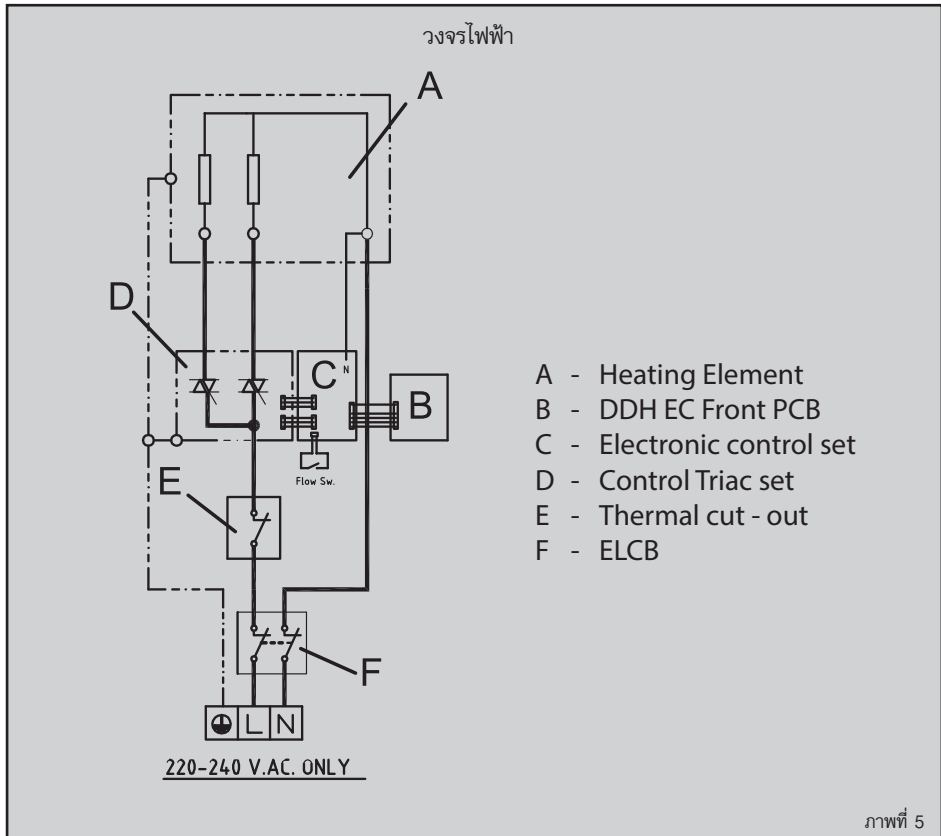 วงจรไฟฟ้า
A
D
C
N
B
Flow Sw.
E
F
L N
220-240 V.AC. ONLY
A - Heating Element
B - DDH EC Front PCB
C - Electronic control set
D - Control Triac set
E - Thermal cut - out
F - ELCB
ภาพที่ 5